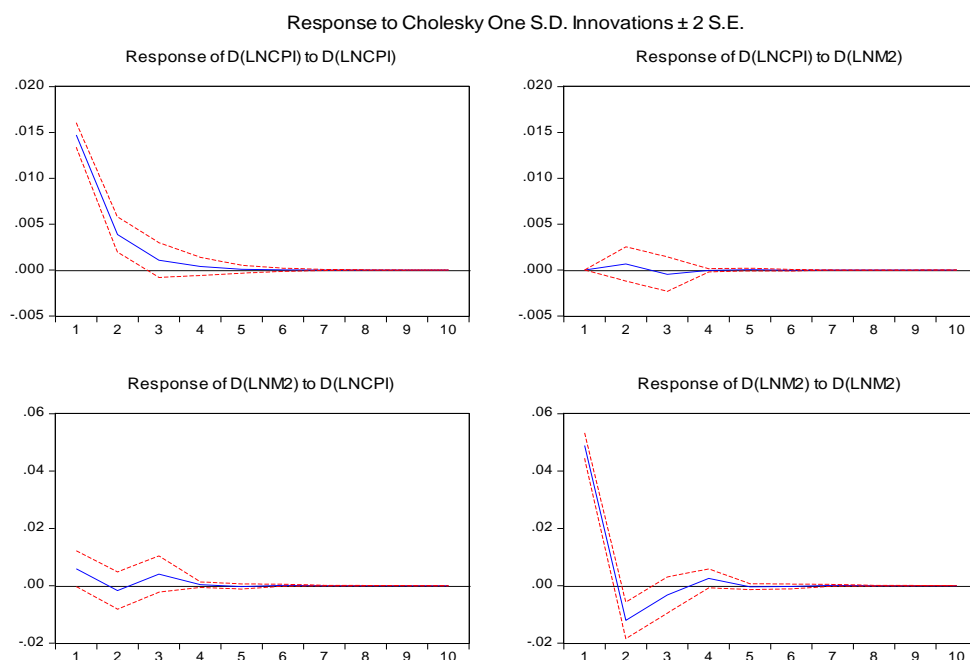 Response to Cholesky One S.D. Innovations ± 2 S.E.
Response of D(LNCPI) to D(LNCPI)
.020
.015
.010
.005
.000
-.005
1 2 3 4 5 6 7 8 9 10
Response of D(LNCPI) to D(LNM2)
.020
.015
.010
.005
.000
-.005
1 2 3 4 5 6 7 8 9 10
Response of D(LNM2) to D(LNCPI)
.06
.04
.02
.00
-.02
1 2 3 4 5 6 7 8 9 10
Response of D(LNM2) to D(LNM2)
.06
.04
.02
.00
-.02
1 2 3 4 5 6 7 8 9 10